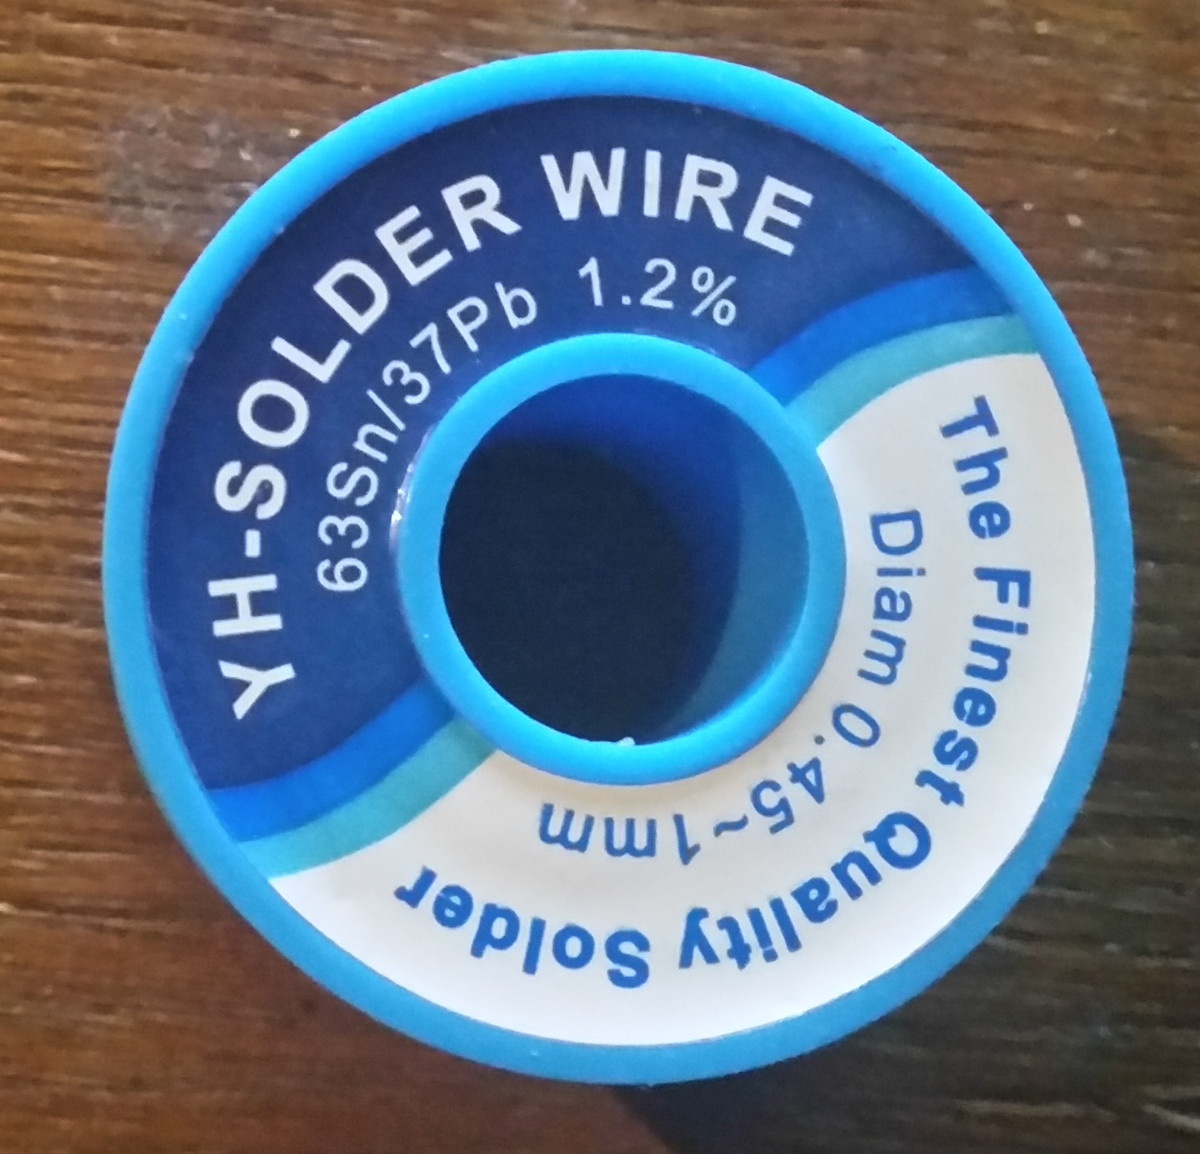 YH-SOLDER WIRE
63Sn/37Pb 1.2%
The Finest Quality Solder
Diam 0.45~1mm